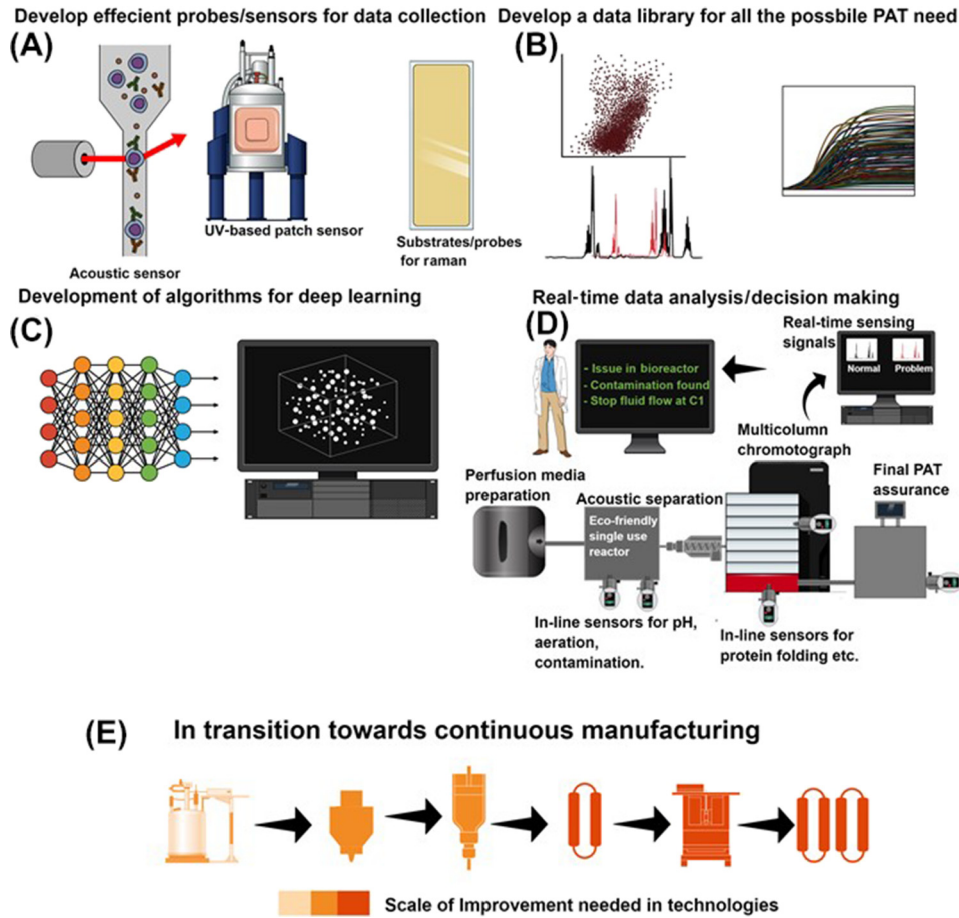 Develop effecient probes/sensors for data collection
Develop a data library for all the possbile PAT need
(A)
UV-based patch sensor
Acoustic sensor
Substrates/probes
for raman
(B)
Development of algorithms for deep learning
(C)
Real-time data analysis/decision making
(D)
- Issue in bioreactor
- Contamination found
- Stop fluid flow at C1
Real-time sensing
signals
Normal
Problem
Multicolumn
chromotograph
Perfusion media
preparation
Acoustic separation
Eco-friendly
single use
reactor
Final PAT
assurance
In-line sensors for pH,
aeration,
contamination.
In-line sensors for
protein folding etc.
(E)
In transition towards continuous manufacturing
Scale of Improvement needed in technologies